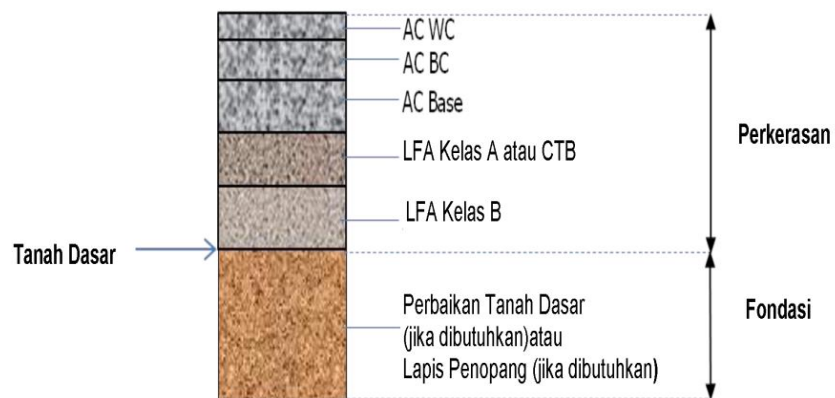 AC WC
AC BC
AC Base
LFA Kelas A atau CTB
LFA Kelas B
Perkerasan
Tanah Dasar
Perbaikan Tanah Dasar
(jika dibutuhkan)atau
Lapis Penopang (jika dibutuhkan)
Fondasi